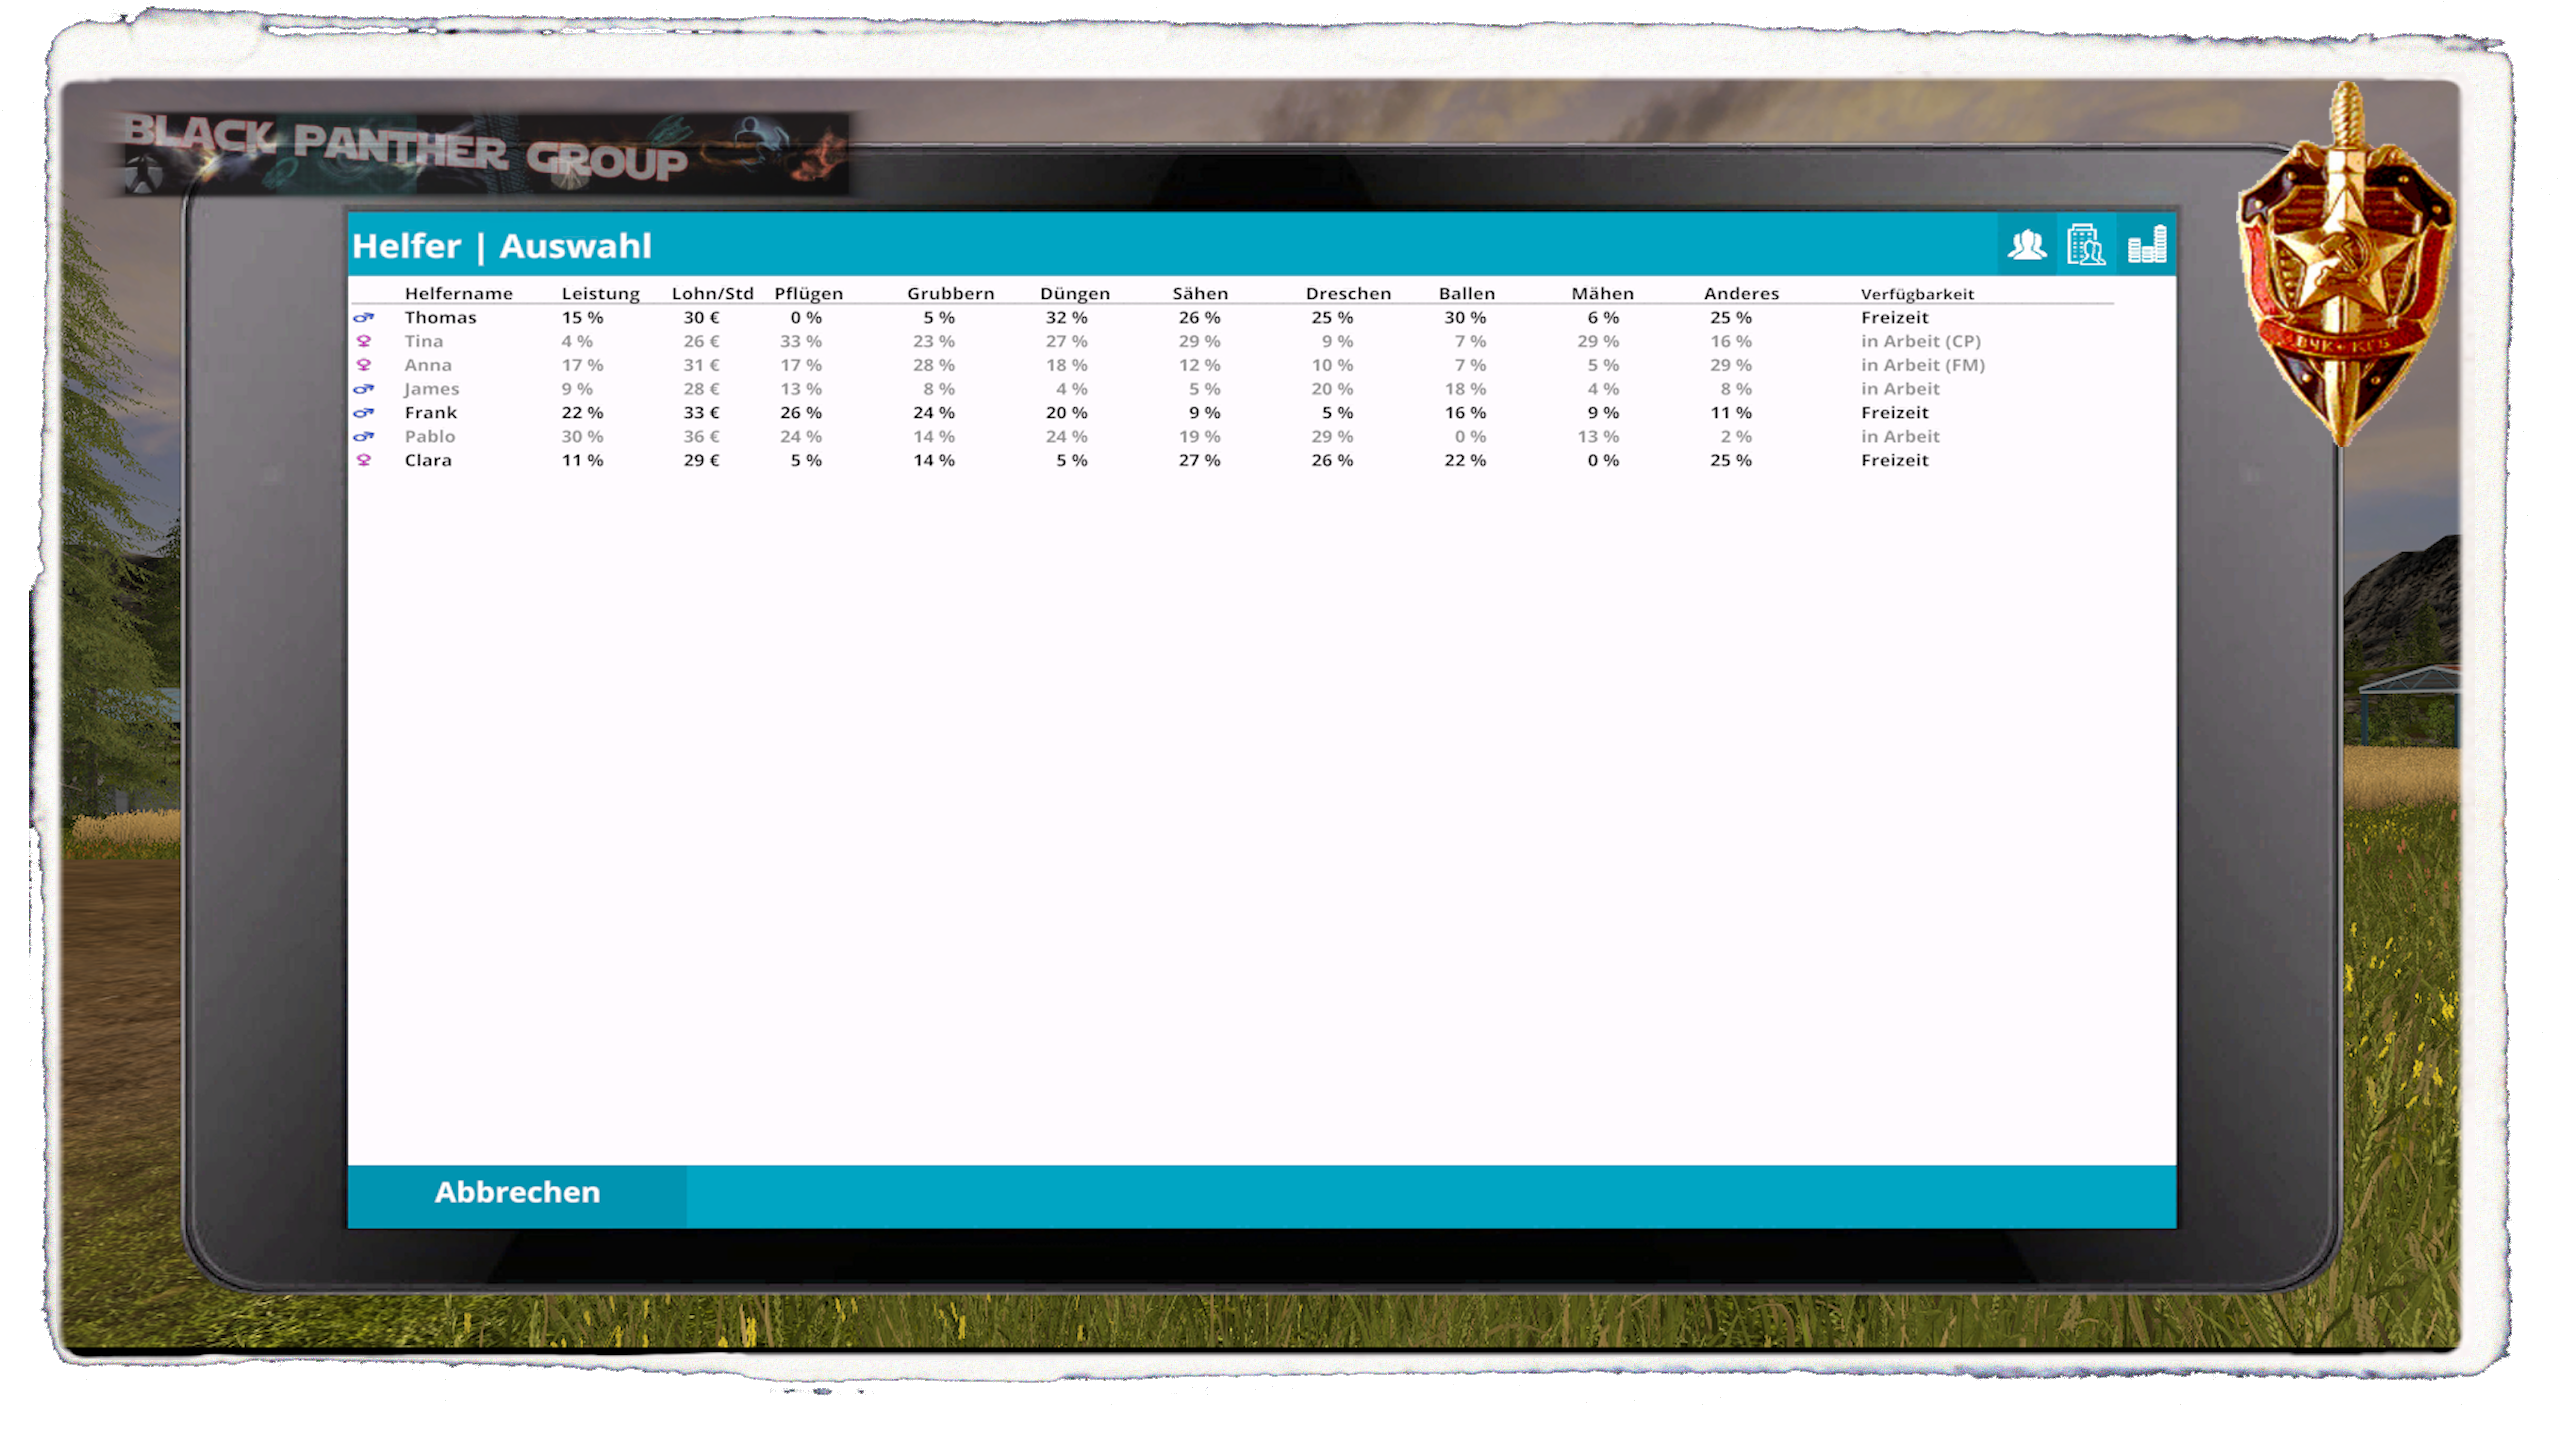 BLACK PANTHER GROUP
Helfer | Auswahl
Helfername Leistung Lohn/Std Pflügen Grubbern Düngen Sähen Dreschen Ballen Mähen Anderes Verfügbarkeit
Thomas 15 % 30 € 0 % 5 % 32 % 26 % 25 % 30 % 6 % 25 % Freizeit
Tina 4 % 26 € 33 % 23 % 27 % 29 % 9 % 7 % 29 % 16 % in Arbeit (CP)
Anna 17 % 31 € 17 % 28 % 18 % 12 % 10 % 7 % 5 % 29 % in Arbeit (FM)
James 9 % 28 € 13 % 8 % 4 % 5 % 20 % 18 % 4 % 8 % in Arbeit
Frank 22 % 33 € 26 % 24 % 20 % 9 % 5 % 16 % 9 % 11 % Freizeit
Pablo 30 % 36 € 24 % 14 % 24 % 19 % 29 % 0 % 13 % 2 % in Arbeit
Clara 11 % 29 € 5 % 14 % 5 % 27 % 26 % 22 % 0 % 25 % Freizeit
Abbrechen
ВЧК • КГБ